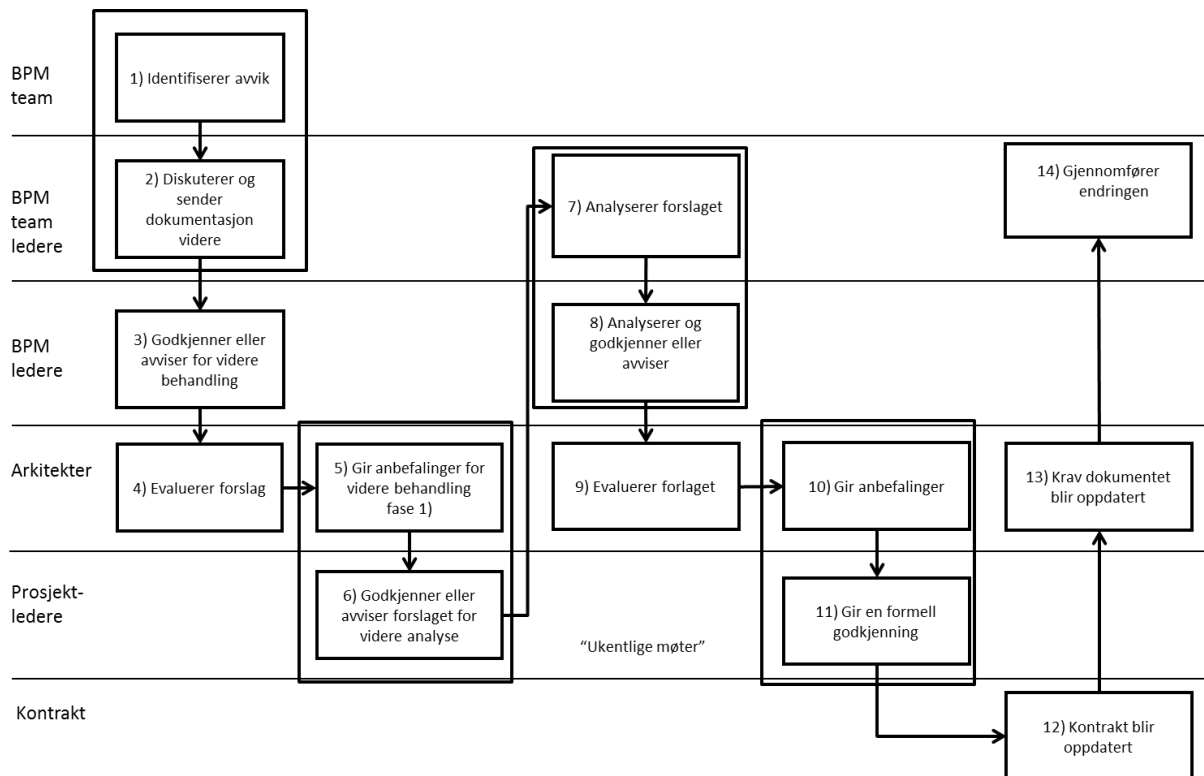 BPM
team
1) Identifiserer avvik
BPM
team
ledere
2) Diskuterer og
sender
dokumentasjon
videre
7) Analyserer forslaget
14) Gjennomfører
endringen
BPM
ledere
3) Godkjenner eller
avviser for videre
behandling
8) Analyserer og
godkjenner eller
avviser
Arkitekter
4) Evaluerer forslag
5) Gir anbefalinger for
videre behandling
fase 1)
9) Evaluerer forlaget
10) Gir anbefalinger
13) Krav dokumentet
blir oppdatert
Prosjekt-
ledere
6) Godkjenner eller
avviser forslaget for
videre analyse
“Ukentlige møter”
11) Gir en formell
godkjenning
Kontrakt
12) Kontrakt blir
oppdatert